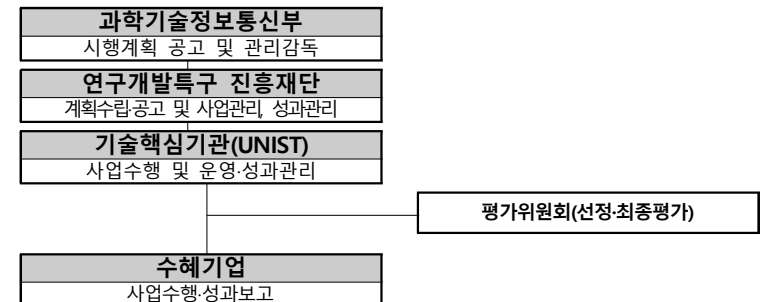 과학기술정보통신부
시행계획 공고 및 관리감독
연구개발특구 진흥재단
계획수립·공고 및 사업관리, 성과관리
기술핵심기관(UNIST)
사업수행 및 운영·성과관리
평가위원회(선정·최종평가)
수혜기업
사업수행·성과보고